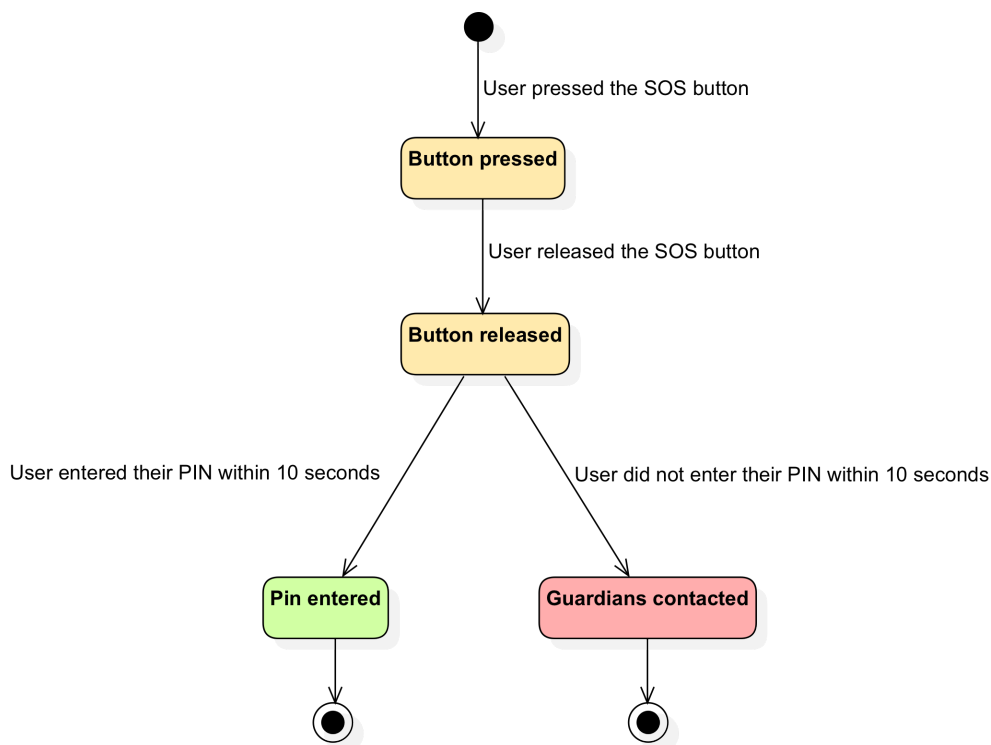 User pressed the SOS button
Button pressed
User released the SOS button
Button released
User entered their PIN within 10 seconds
User did not enter their PIN within 10 seconds
Pin entered
Guardians contacted